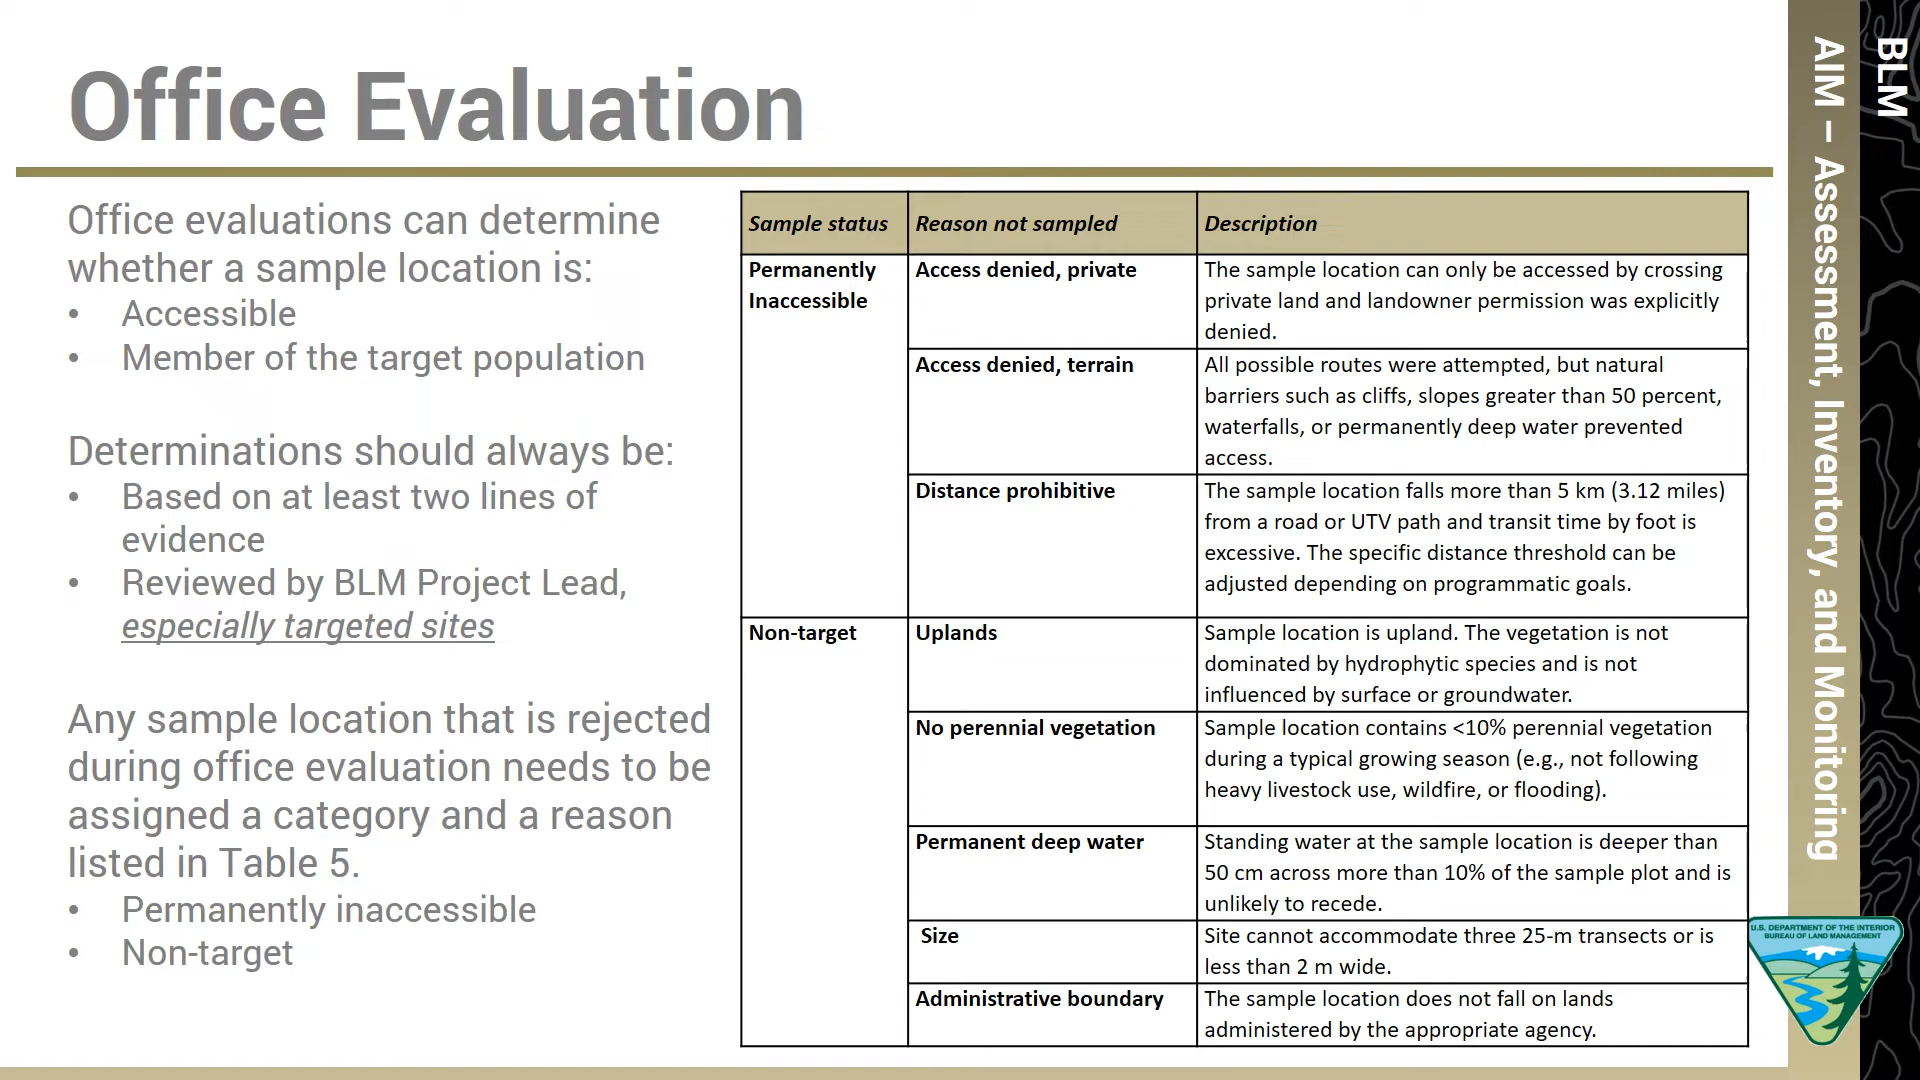 Office Evaluation
Office evaluations can determine
whether a sample location is:
• Accessible
• Member of the target population
Determinations should always be:
• Based on at least two lines of
evidence
• Reviewed by BLM Project Lead,
especially targeted sites
Any sample location that is rejected
during office evaluation needs to be
assigned a category and a reason
listed in Table 5.
• Permanently inaccessible
• Non-target
Sample status Reason not sampled Description
Permanently
Inaccessible
Access denied, private
The sample location can only be accessed by crossing
private land and landowner permission was explicitly
denied.
Access denied, terrain
All possible routes were attempted, but natural
barriers such as cliffs, slopes greater than 50 percent,
waterfalls, or permanently deep water prevented
access.
Distance prohibitive
The sample location falls more than 5 km (3.12 miles)
from a road or UTV path and transit time by foot is
excessive. The specific distance threshold can be
adjusted depending on programmatic goals.
Non-target
Uplands
Sample location is upland. The vegetation is not
dominated by hydrophytic species and is not
influenced by surface or groundwater.
No perennial vegetation
Sample location contains <10% perennial vegetation
during a typical growing season (e.g., not following
heavy livestock use, wildfire, or flooding).
Permanent deep water
Standing water at the sample location is deeper than
50 cm across more than 10% of the sample plot and is
unlikely to recede.
Size
Site cannot accommodate three 25-m transects or is
less than 2 m wide.
Administrative boundary
The sample location does not fall on lands
administered by the appropriate agency.
BLM
AIM – Assessment, Inventory, and Monitoring
U.S. DEPARTMENT OF THE INTERIOR
BUREAU OF LAND MANAGEMENT